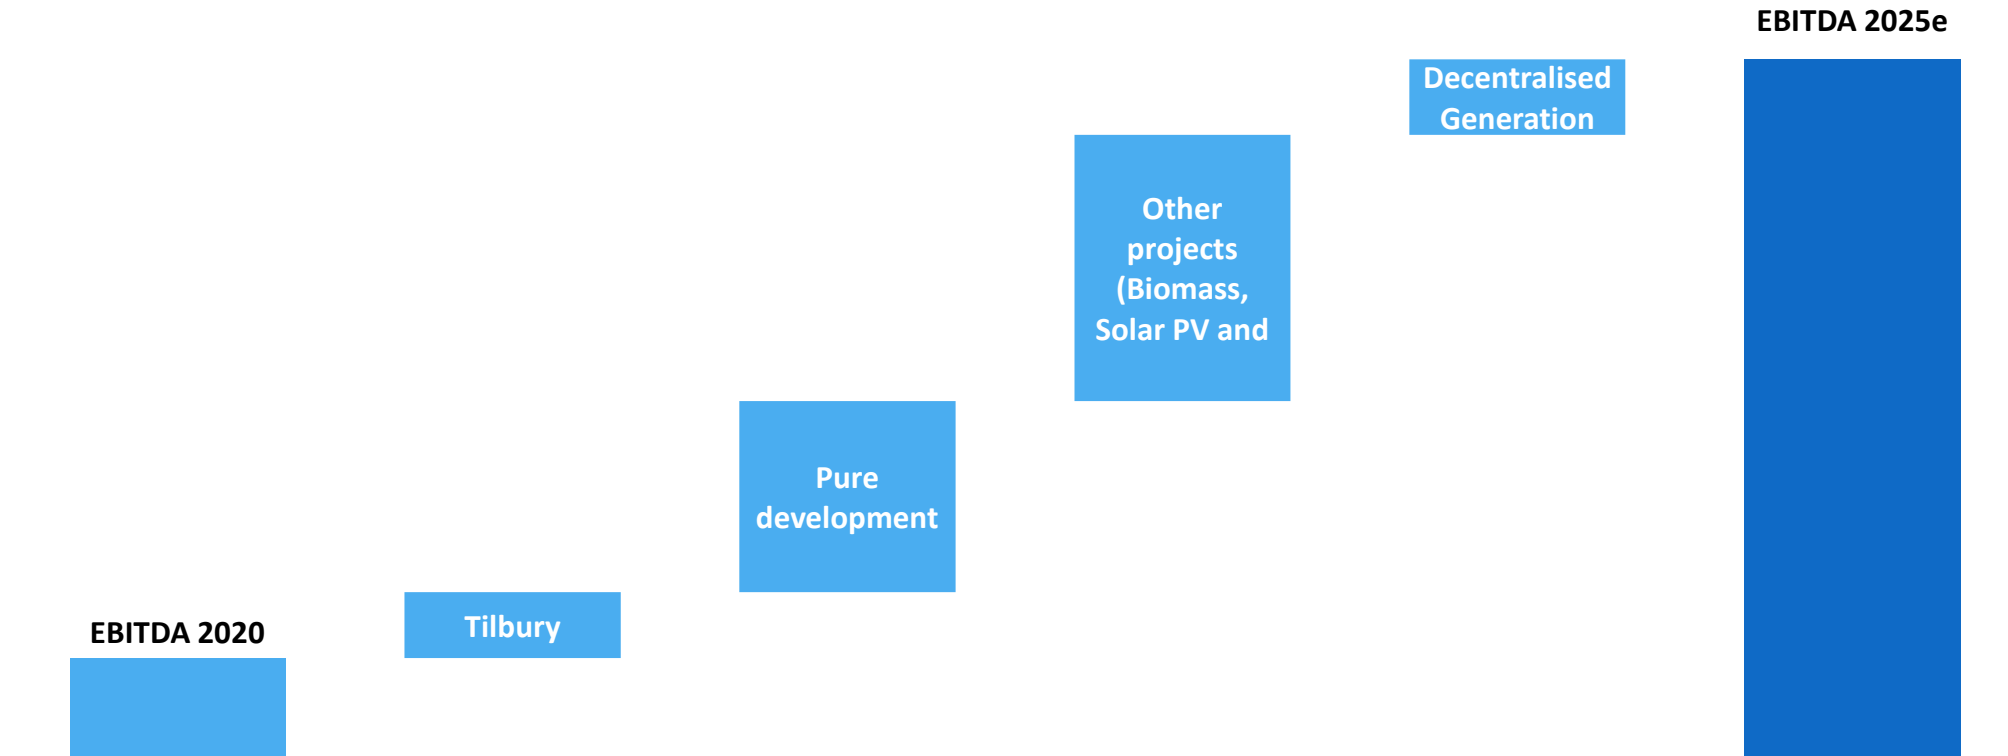 EBITDA 2020
Tilbury
Pure
development
Other
projects
(Biomass,
Solar PV and
Decentralised
Generation
EBITDA 2025e